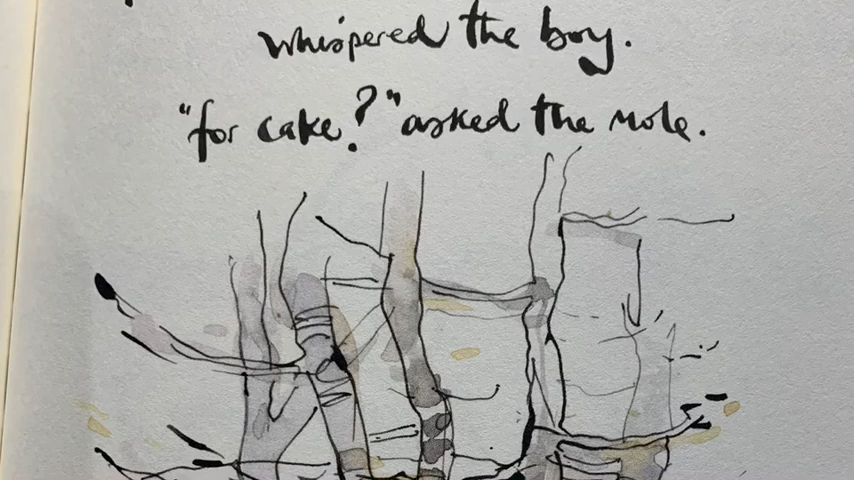 whispered the boy.
"for cake?" asked the mole.